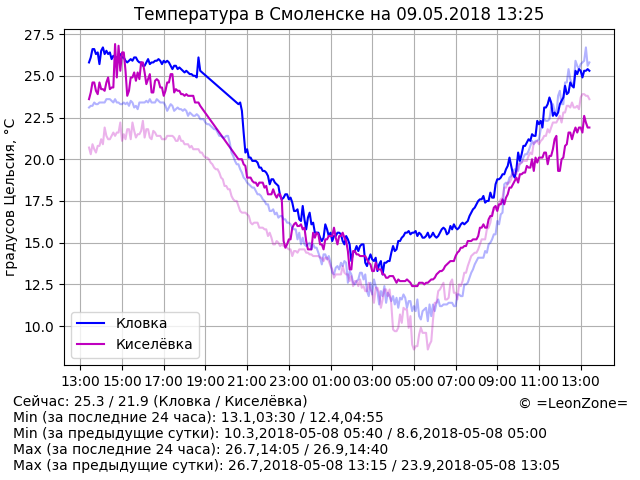 Температура в Смоленске на 09.05.2018 13:25
27.5
25.0
22.5
20.0
17.5
15.0
12.5
10.0
градусов Цельсия, °C
Кловка
Киселёвка
13:00 15:00 17:00 19:00 21:00 23:00 01:00 03:00 05:00 07:00 09:00 11:00 13:00
Сейчас: 25.3 / 21.9 (Кловка / Киселёвка)
© =LeonZone=
Min (за последние 24 часа): 13.1,03:30 / 12.4,04:55
Min (за предыдущие сутки): 10.3,2018-05-08 05:40 / 8.6,2018-05-08 05:00
Max (за последние 24 часа): 26.7,14:05 / 26.9,14:40
Max (за предыдущие сутки): 26.7,2018-05-08 13:15 / 23.9,2018-05-08 13:05